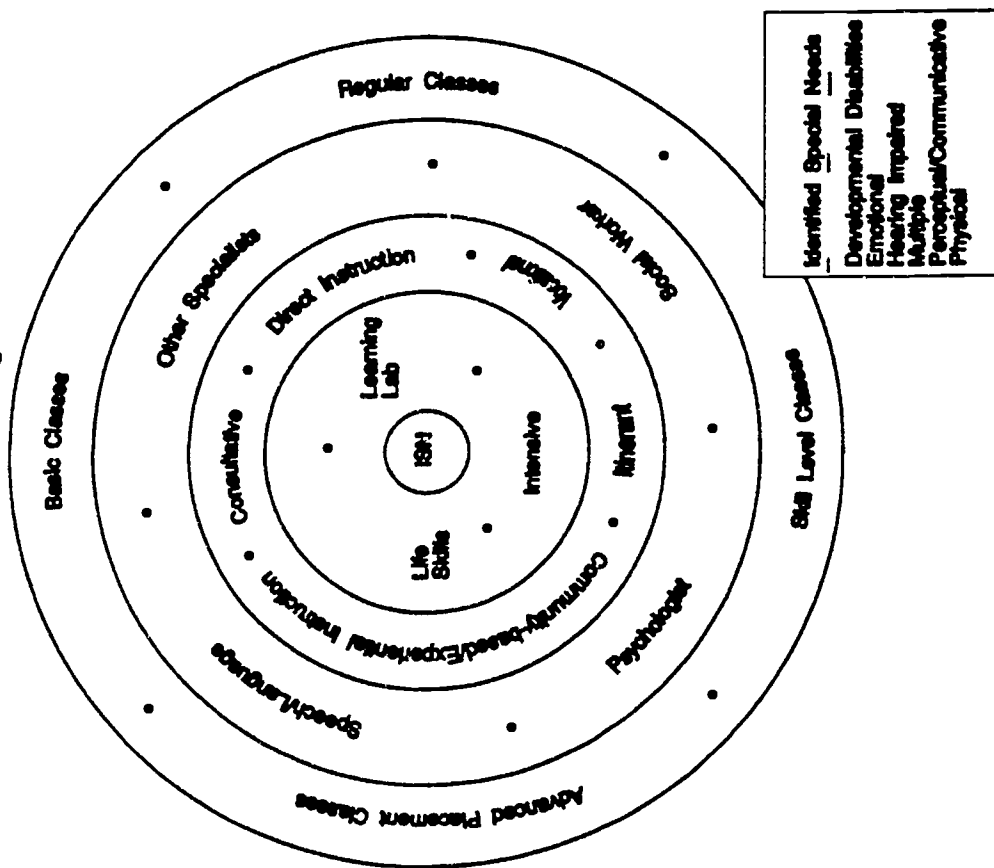 Regular Classes
Basic Classes
Advanced Placement Classes
Skill Level Classes
Other Specialists
Social Worker
Psychologist
Speech/Language
Direct Instruction
Vocational
Itinerant
Community-based/Experiential Instruction
Consultative
Learning
Lab
Intensive
Life
Skills
Identified Special Needs
Developmental Disabilities
Emotional
Hearing Impaired
Multiple
Perceptual/Communicative
Physical